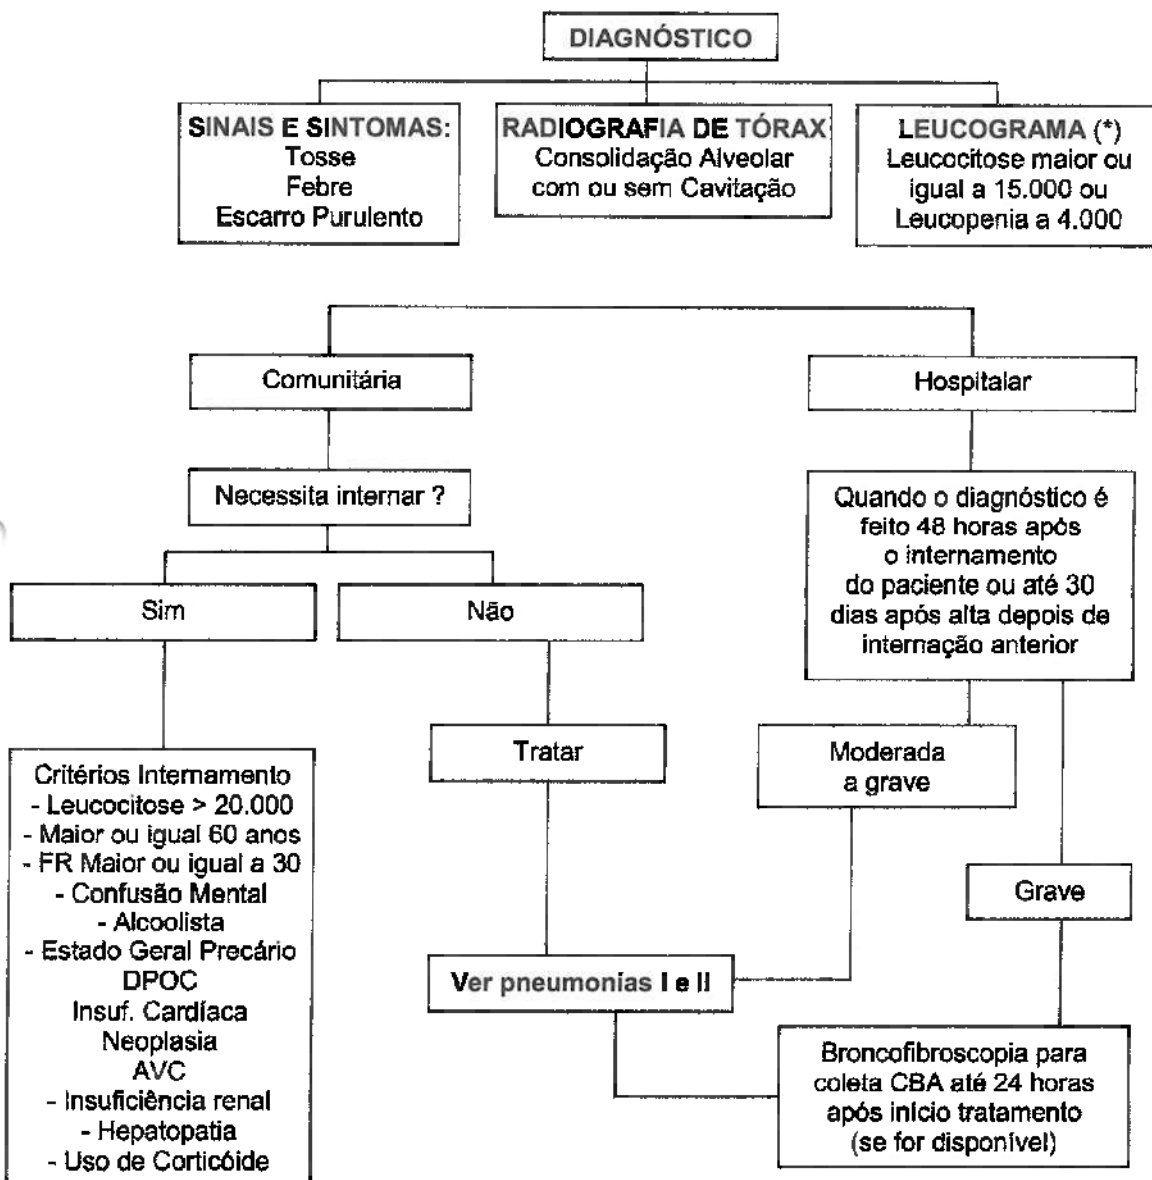 DIAGNÓSTICO
SINAIS E SINTOMAS:
Tosse
Febre
Escarro Purulento
RADIOGRAFIA DE TÓRAX
Consolidação Alveolar
com ou sem Cavitação
LEUCOGRAMA (*)
Leucocitose maior ou
igual a 15.000 ou
Leucopenia a 4.000
Comunitária
Hospitalar
Necessita internar ?
Quando o diagnóstico é
feito 48 horas após
o internamento
do paciente ou até 30
dias após alta depois de
internação anterior
Sim
Não
Tratar
Moderada
a grave
Critérios Internamento
- Leucocitose > 20.000
- Maior ou igual 60 anos
- FR Maior ou igual a 30
- Confusão Mental
- Alcoolista
- Estado Geral Precário
DPOC
Insuf. Cardíaca
Neoplasia
AVC
- Insuficiência renal
- Hepatopatia
- Uso de Corticóide
Grave
Ver pneumonias I e II
Broncofibroscopia para
coleta CBA até 24 horas
após início tratamento
(se for disponível)